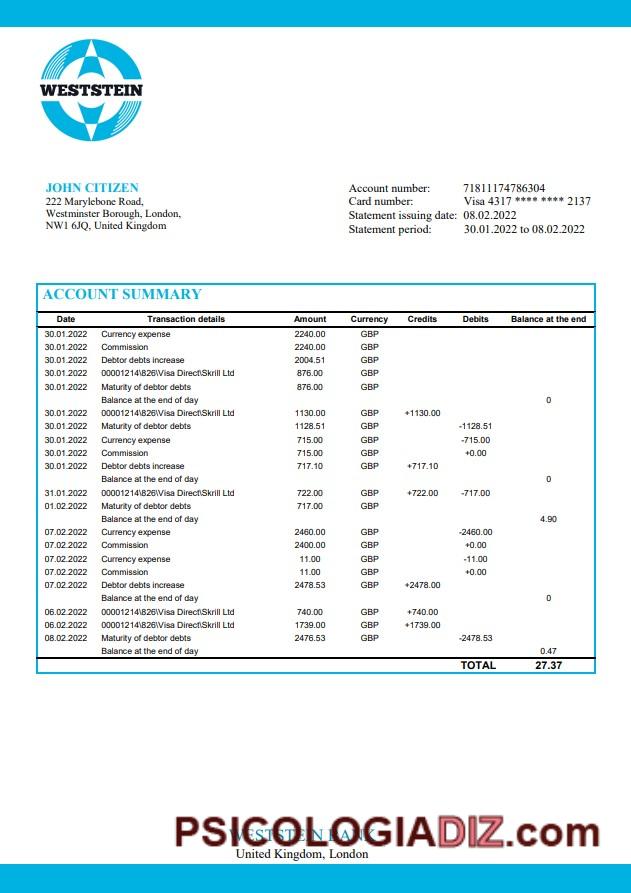 WESTSTEIN
JOHN CITIZEN
222 Marylebone Road,
Westminster Borough, London,
NW1 6JQ, United Kingdom
Account number: 71811174786304
Card number: Visa 4317 **** **** 2137
Statement issuing date: 08.02.2022
Statement period: 30.01.2022 to 08.02.2022
ACCOUNT SUMMARY
Date Transaction details Amount Currency Credits Debits Balance at the end
30.01.2022 Currency expense 2240.00 GBP
30.01.2022 Commission 2240.00 GBP
30.01.2022 Debtor debts increase 2004.51 GBP
30.01.2022 00001214\826\Visa Direct\Skrill Ltd 876.00 GBP
30.01.2022 Maturity of debtor debts 876.00 GBP
Balance at the end of day 0
30.01.2022 00001214\826\Visa Direct\Skrill Ltd 1130.00 GBP +1130.00
30.01.2022 Maturity of debtor debts 1128.51 GBP -1128.51
30.01.2022 Currency expense 715.00 GBP -715.00
30.01.2022 Commission 715.00 GBP +0.00
30.01.2022 Debtor debts increase 717.10 GBP +717.10
Balance at the end of day 0
31.01.2022 00001214\826\Visa Direct\Skrill Ltd 722.00 GBP +722.00 -717.00
01.02.2022 Maturity of debtor debts 717.00 GBP
Balance at the end of day 4.90
07.02.2022 Currency expense 2460.00 GBP -2460.00
07.02.2022 Commission 2400.00 GBP +0.00
07.02.2022 Currency expense 11.00 GBP -11.00
07.02.2022 Commission 11.00 GBP +0.00
07.02.2022 Debtor debts increase 2478.53 GBP +2478.00
Balance at the end of day 0
06.02.2022 00001214\826\Visa Direct\Skrill Ltd 740.00 GBP +740.00
06.02.2022 00001214\826\Visa Direct\Skrill Ltd 1739.00 GBP +1739.00
08.02.2022 Maturity of debtor debts 2476.53 GBP -2478.53
Balance at the end of day 0.47
TOTAL 27.37
WESTSTEIN BANK
PSICOLOGIADIZ.com
United Kingdom, London